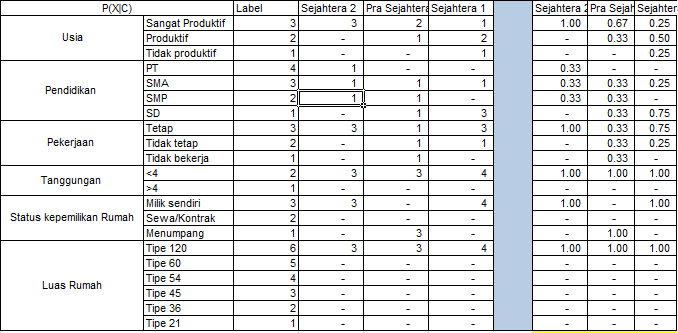 P(X|C) Label Sejahtera 2 Pra Sejahtera Sejahtera 1 Sejahtera 2 Pra Sejah Sejahter
Usia Sangat Produktif 3 3 2 1 1.00 0.67 0.25
Produktif 2 - 1 2 - 0.33 0.50
Tidak produktif 1 - - 1 - - 0.25
Pendidikan PT 4 1 - - 0.33 - -
SMA 3 1 1 1 0.33 0.33 0.25
SMP 2 1 1 - 0.33 0.33 -
SD 1 - 1 3 - 0.33 0.75
Pekerjaan Tetap 3 3 1 3 1.00 0.33 0.75
Tidak tetap 2 - 1 1 - 0.33 0.25
Tidak bekerja 1 - 1 - - 0.33 -
Tanggungan <4 2 3 3 4 1.00 1.00 1.00
>4 1 - - - - - -
Status kepemilikan Rumah Milik sendiri 3 3 - 4 1.00 - 1.00
Sewa/Kontrak 2 - - - - - -
Menumpang 1 - 3 - - 1.00 -
Luas Rumah Tipe 120 6 3 3 4 1.00 1.00 1.00
Tipe 60 5 - - - - - -
Tipe 54 4 - - - - - -
Tipe 45 3 - - - - - -
Tipe 36 2 - - - - - -
Tipe 21 1 - - - - - -